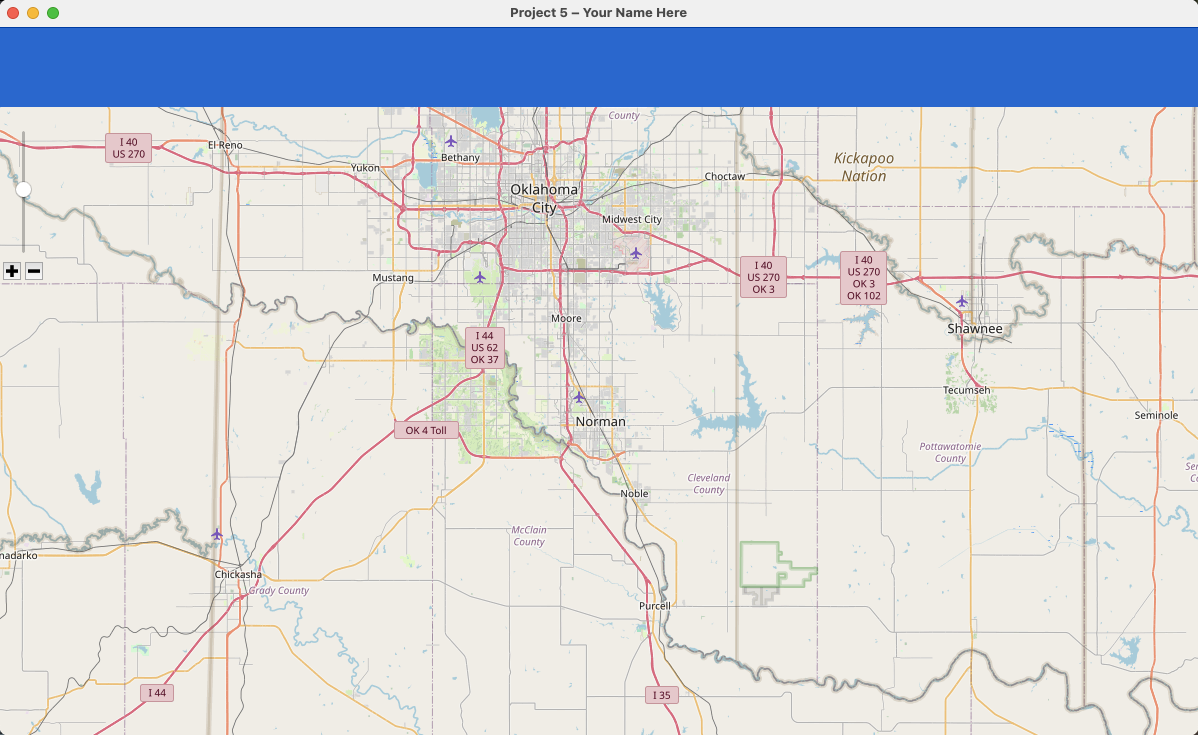 Project 5 – Your Name Here
County
I 40
US 270
El Reno
Bethany
Yukon
Kickapoo
Nation
Choctaw
Oklahoma
City
Midwest City
Mustang
I 40
US 270
OK 3
I 40
US 270
OK 3
OK 102
Moore
Shawnee
I 44
US 62
OK 37
Tecumseh
Seminole
Norman
OK 4 Toll
Pottawatomie
County
Cleveland
County
Noble
McClain
County
nadarko
Chickasha
Grady County
Purcell
I 44
I 35